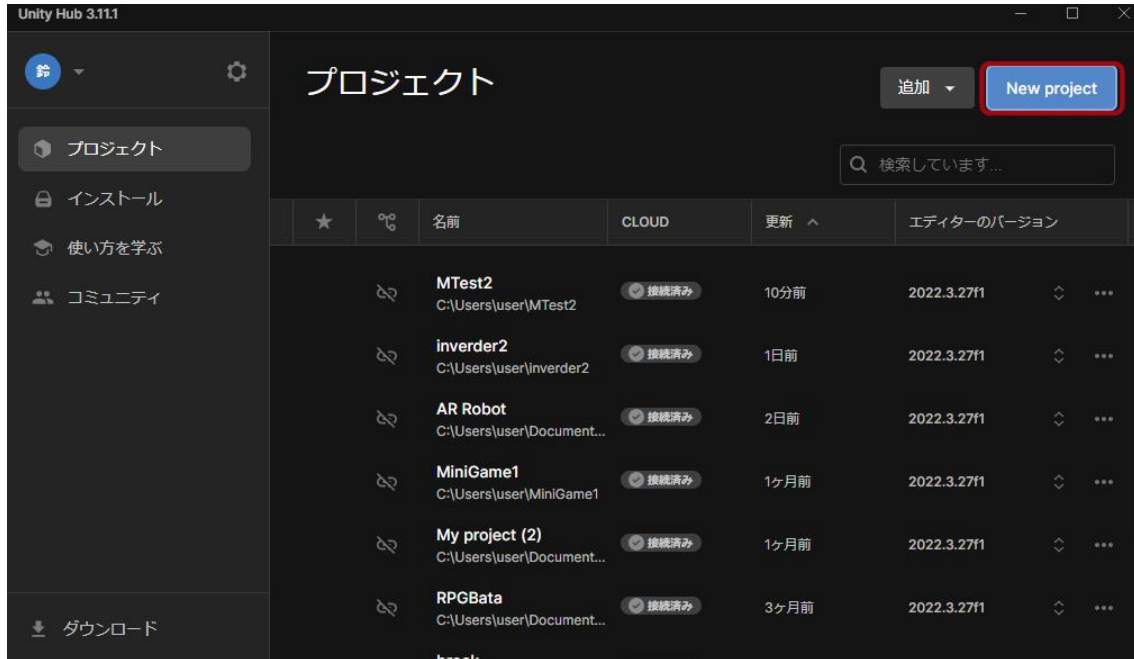 Unity Hub 3.11.1
鈴
プロジェクト
インストール
使い方を学ぶ
コミュニティ
ダウンロード
プロジェクト
追加
New project
検索しています...
名前 CLOUD 更新 エディターのバージョン
MTest2
C:\Users\user\MTest2
接続済み 10分前 2022.3.27f1
inverder2
C:\Users\user\inverder2
接続済み 1日前 2022.3.27f1
AR Robot
C:\Users\user\Document...
接続済み 2日前 2022.3.27f1
MiniGame1
C:\Users\user\MiniGame1
接続済み 1ヶ月前 2022.3.27f1
My project (2)
C:\Users\user\Document...
接続済み 1ヶ月前 2022.3.27f1
RPGBata
C:\Users\user\Document...
接続済み 3ヶ月前 2022.3.27f1